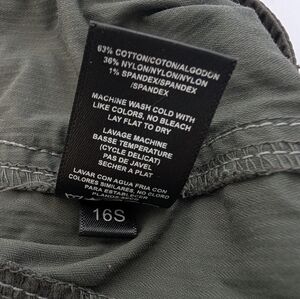 63% COTTON/COTON/ALGODON
36% NYLON/NYLON/NYLON
1% SPANDEX/SPANDEX
/SPANDEX
MACHINE WASH COLD WITH
LIKE COLORS, NO BLEACH
LAY FLAT TO DRY
LAVAGE MACHINE
BASSE TEMPERATURE
(CYCLE DELICAT)
PAS DE JAVEL
SECHER A PLAT
LAVAR CON AGUA FRIA CON
COLORES SIMILARES, NO CLORO
PARA ESTABLECER
16S